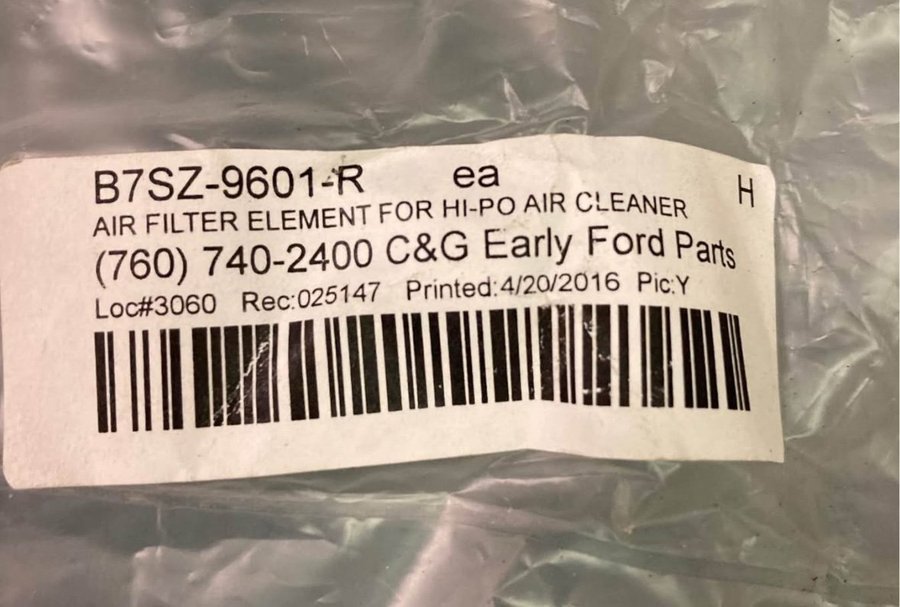 B7SZ-9601-R ea H
AIR FILTER ELEMENT FOR HI-PO AIR CLEANER
(760) 740-2400 C&G Early Ford Parts
Loc#3060 Rec:025147 Printed:4/20/2016 Pic:Y